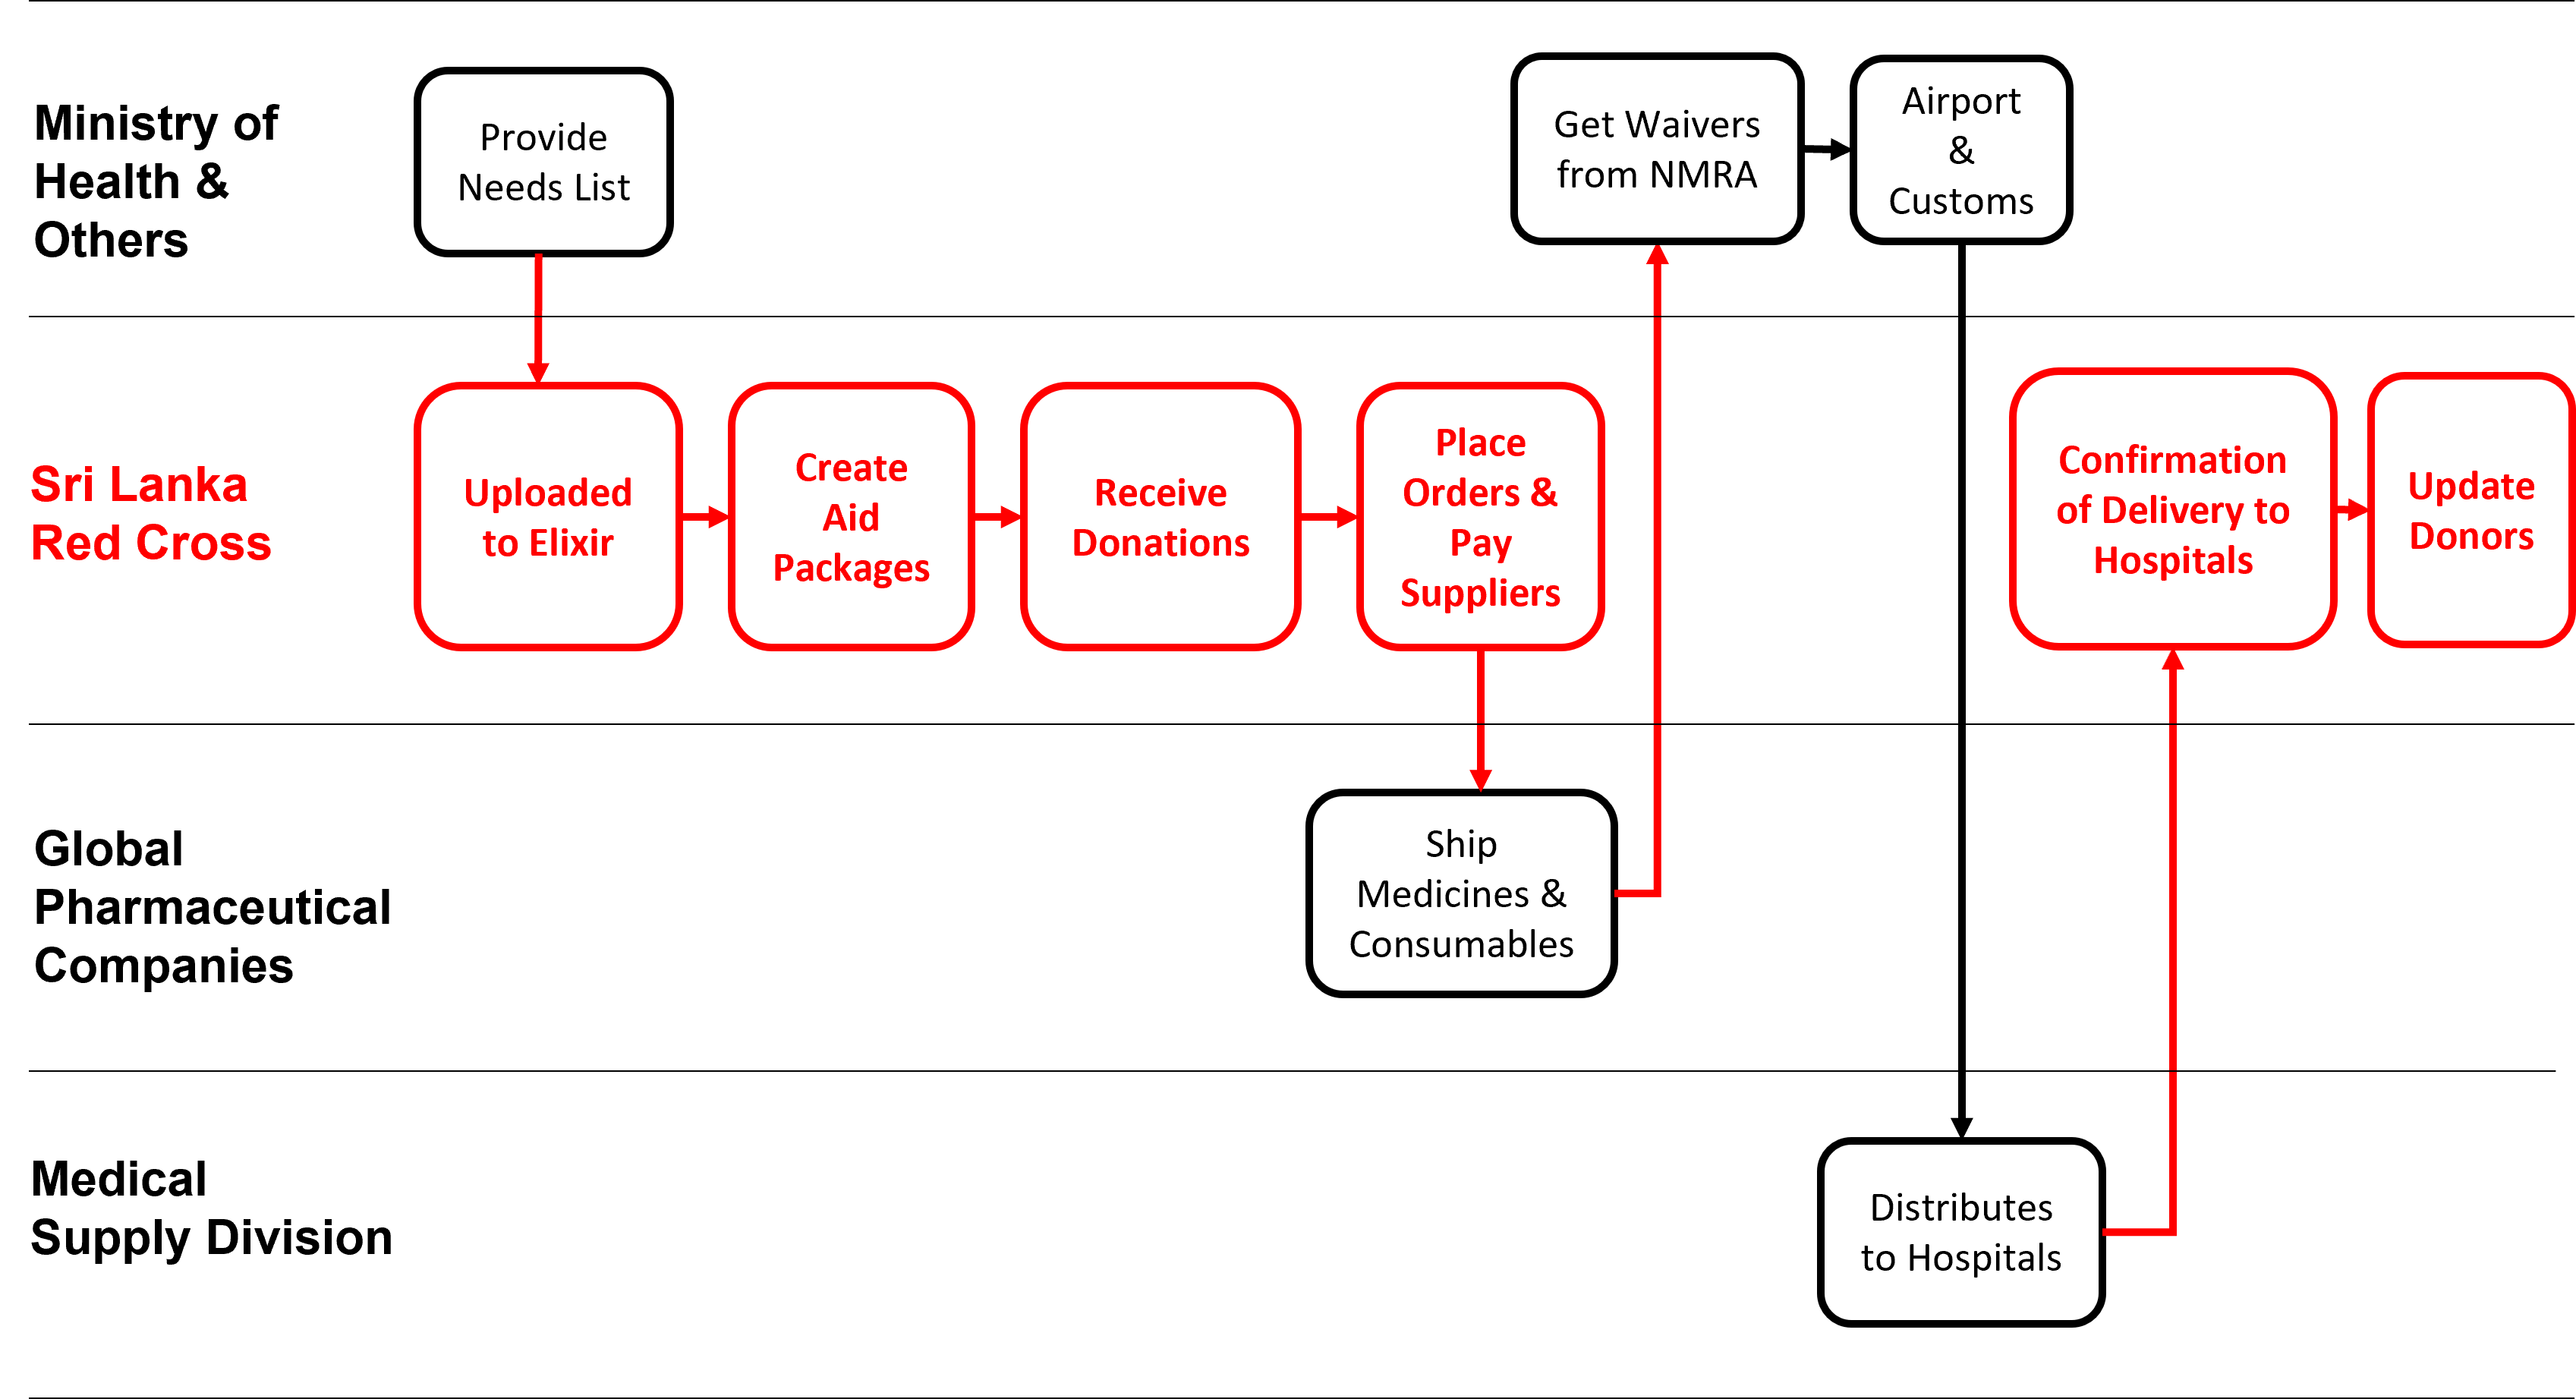 Ministry of
Health &
Others
Provide
Needs List
Get Waivers
from NMRA
Airport
&
Customs
Sri Lanka
Red Cross
Uploaded
to Elixir
Create
Aid
Packages
Receive
Donations
Place
Orders &
Pay
Suppliers
Confirmation
of Delivery to
Hospitals
Update
Donors
Global
Pharmaceutical
Companies
Ship
Medicines &
Consumables
Medical
Supply Division
Distributes
to Hospitals